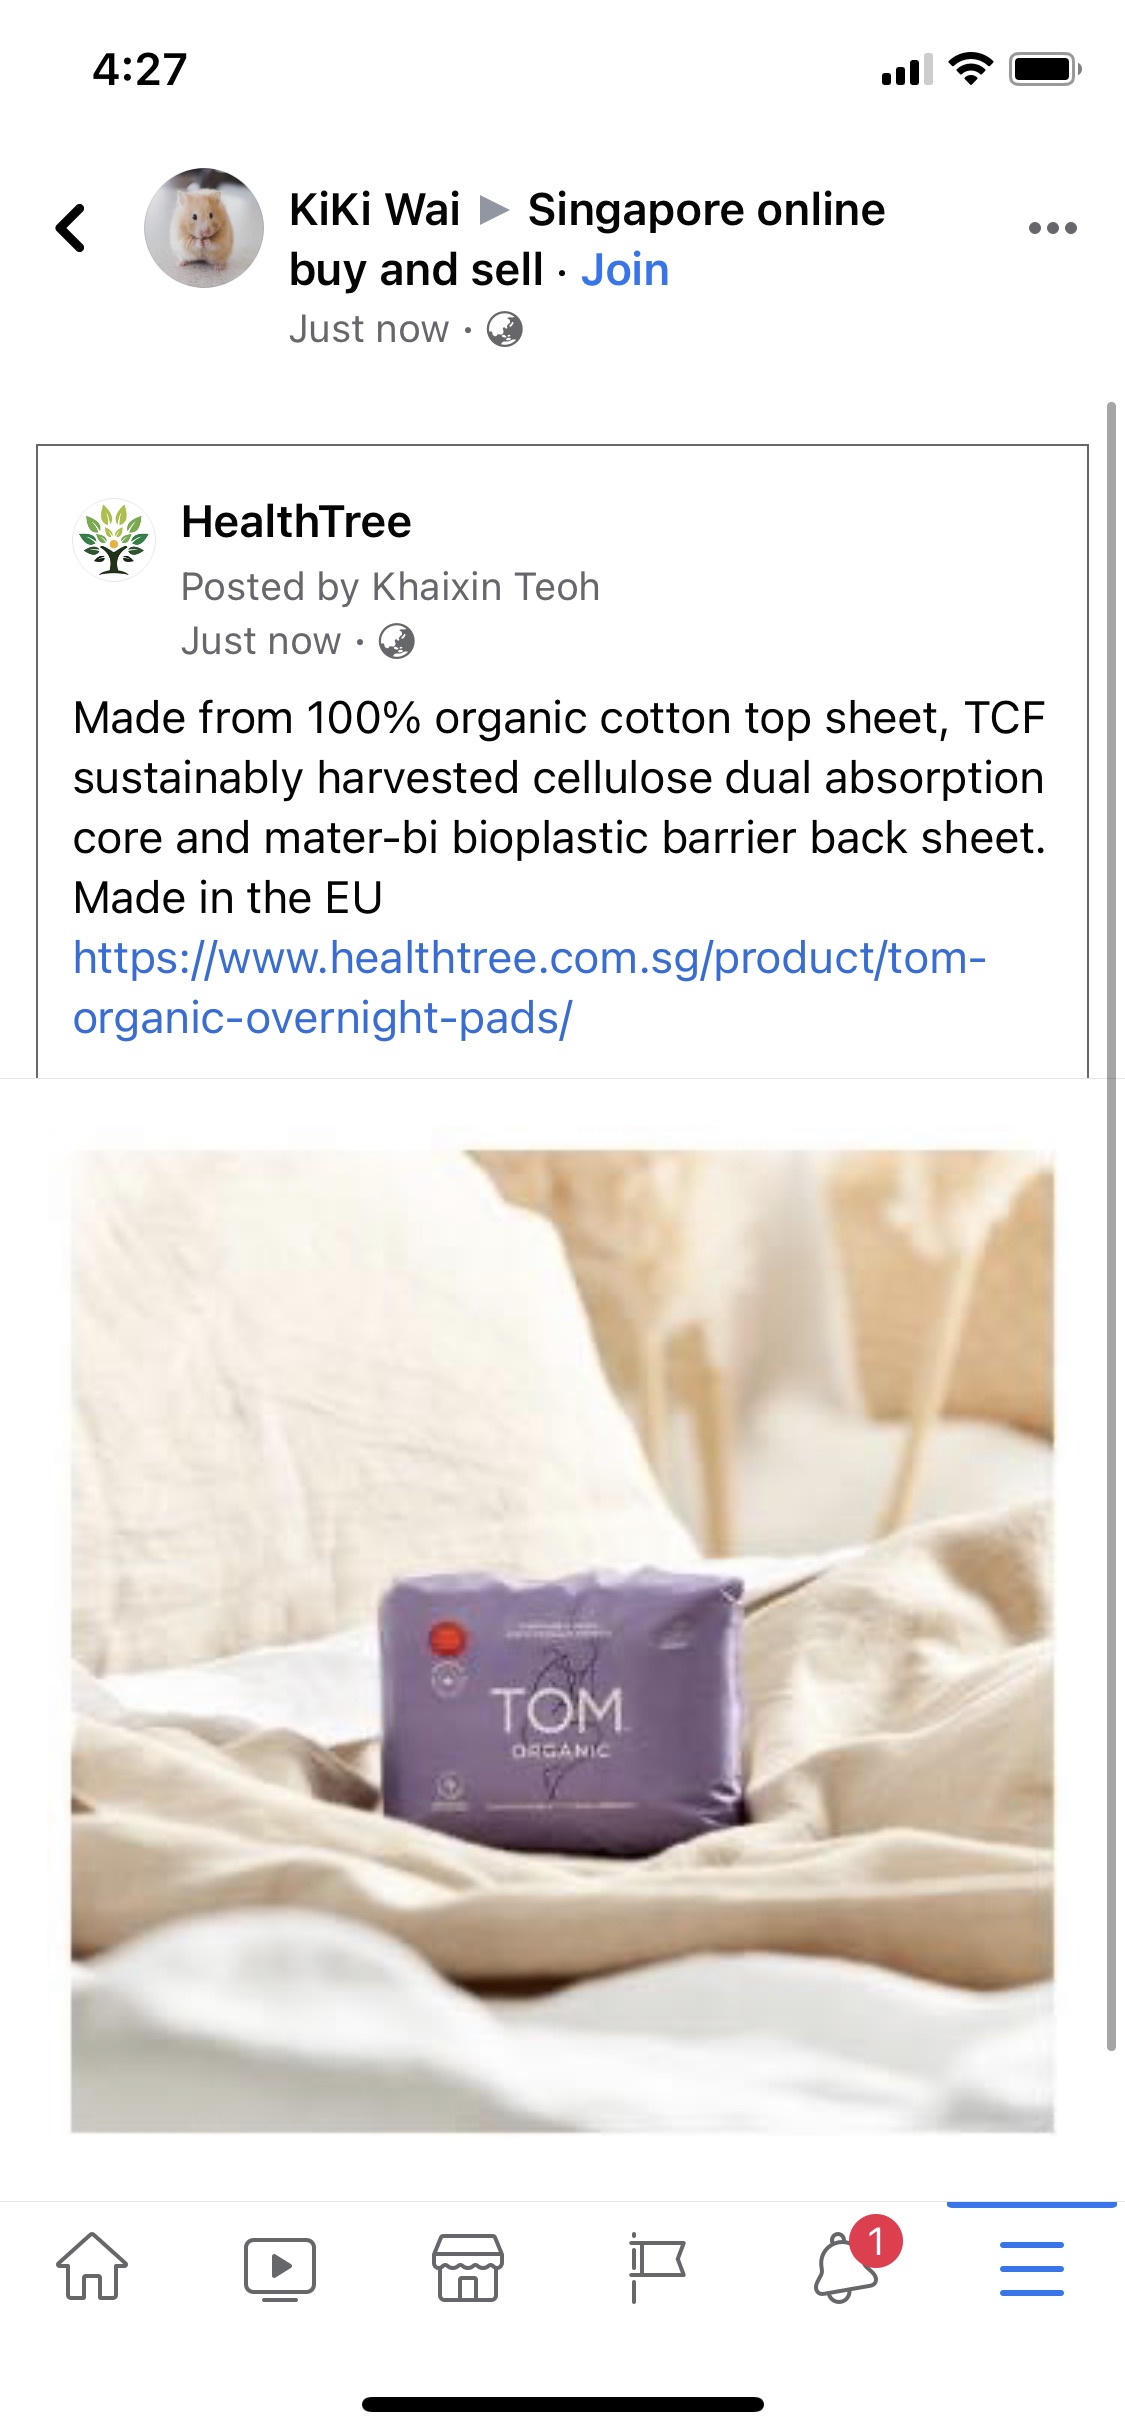 4:27
KiKi Wai ▶ Singapore online
buy and sell · Join
Just now ·
HealthTree
Posted by Khaixin Teoh
Just now ·
Made from 100% organic cotton top sheet, TCF
sustainably harvested cellulose dual absorption
core and mater-bi bioplastic barrier back sheet.
Made in the EU
https://www.healthtree.com.sg/product/tom-
organic-overnight-pads/
TOM
ORGANIC
1